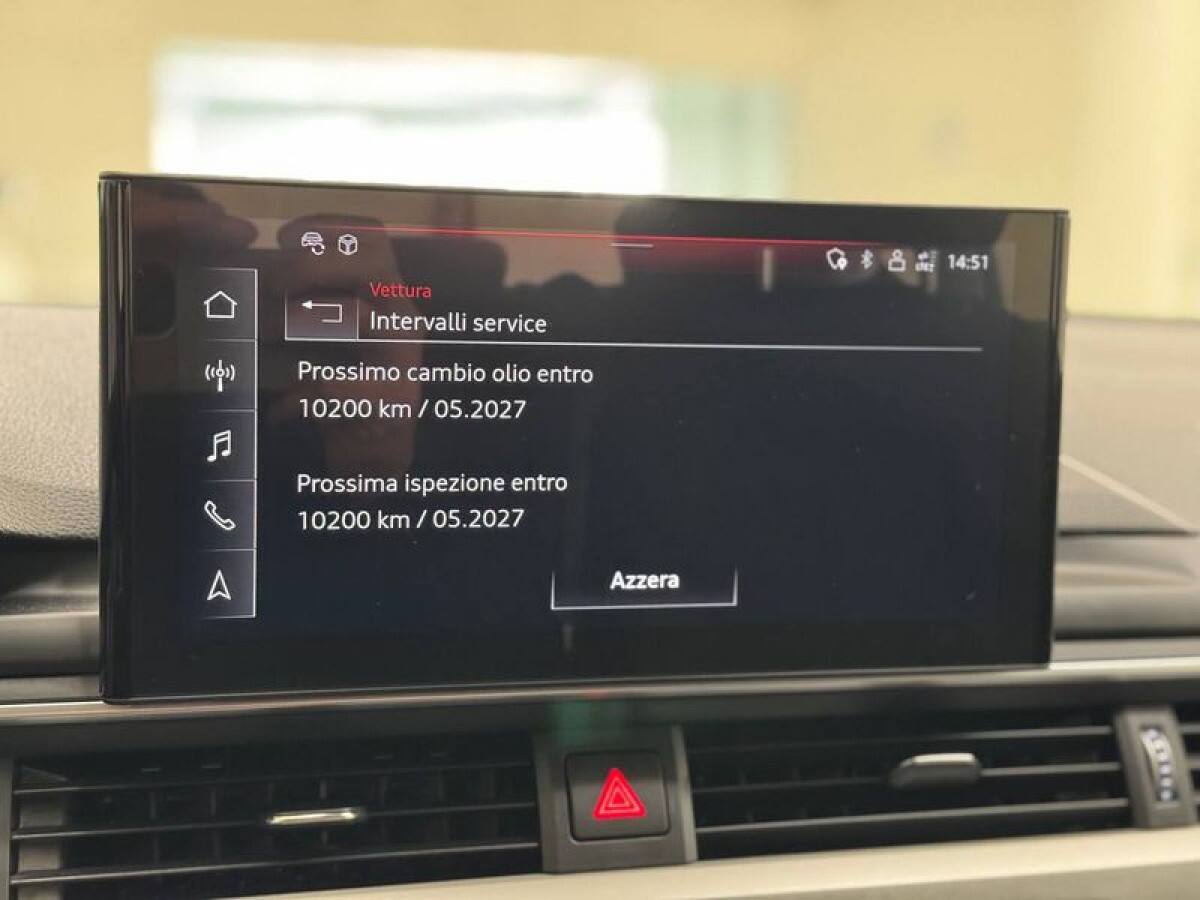 14:51
Vettura
Intervalli service
Prossimo cambio olio entro
10200 km / 05.2027
Prossima ispezione entro
10200 km / 05.2027
Azzera